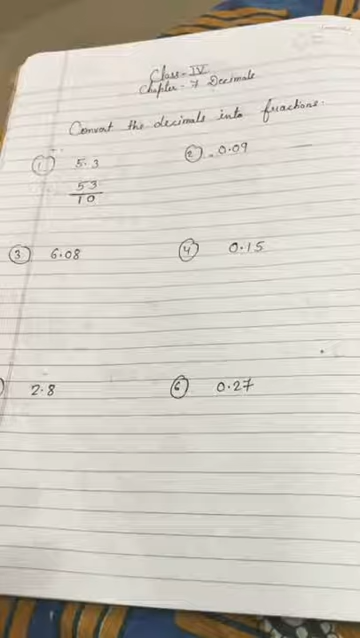 Class - IV
Chapter - 7 Decimals
Convert the decimals into fractions.
① 5.3
53
10
② 0.09
③ 6.08
④ 0.15
2.8
⑥ 0.27